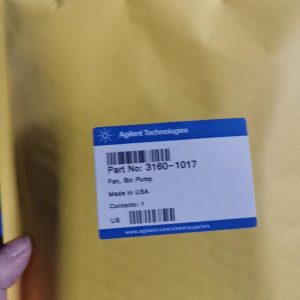 Agilent Technologies
Part No: 3160-1017
Fan, Bin Pump
Made in USA
Contents: 1
US
www.agilent.com/chem/supplies